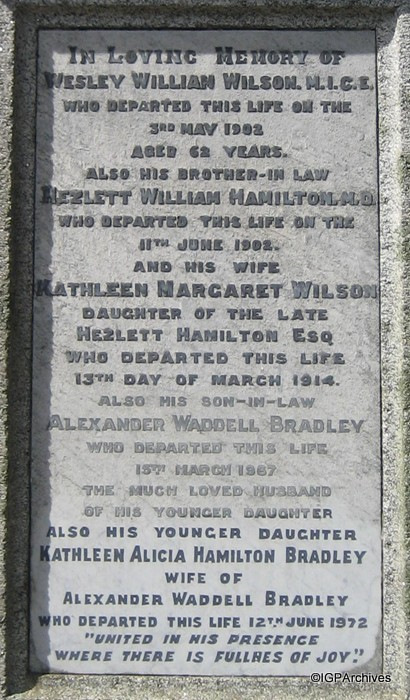 In Loving Memory of
Wesley Willian Wilson. M.I.C.E.
who departed this life on the
3rd May 1902
aged 62 years.
also his brother-in law
Hezlett William Hamilton. M.D.
who departed this life on the
11th June 1902.
and his wife
Kathleen Margaret Wilson
daughter of the late
Hezlett Hamilton Esq
who departed this life
13th day of March 1914.
also his son-in-law
Alexander Waddell Bradley
who departed this life
15th March 1967
the much loved husband
of his younger daughter
also his younger daughter
Kathleen Alicia Hamilton Bradley
wife of
Alexander Waddell Bradley
who departed this life 12th June 1972
"United in His presence
where there is fullnes of joy."
©IGPArchives